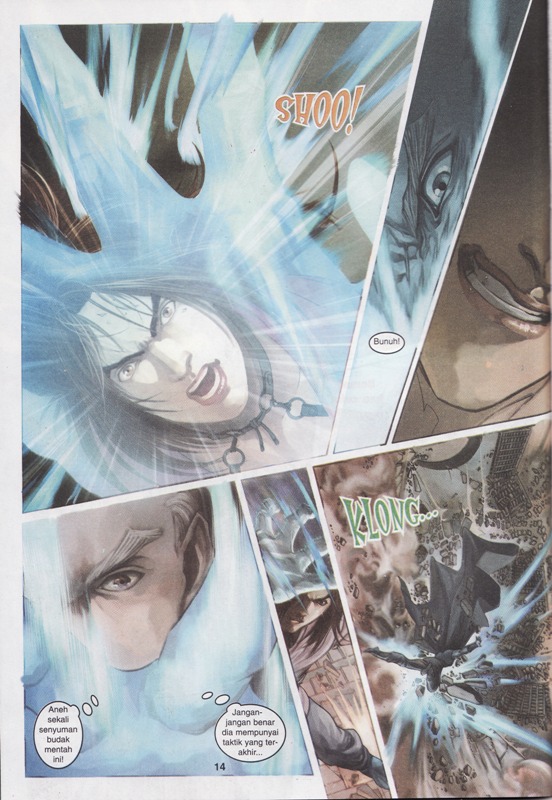 SHOO!
Bunuh!
KLONG...
Aneh
sekali
senyuman
budak
mentah
ini!
Jangan-
jangan benar
dia mempunyai
taktik yang ter-
akhir...
14